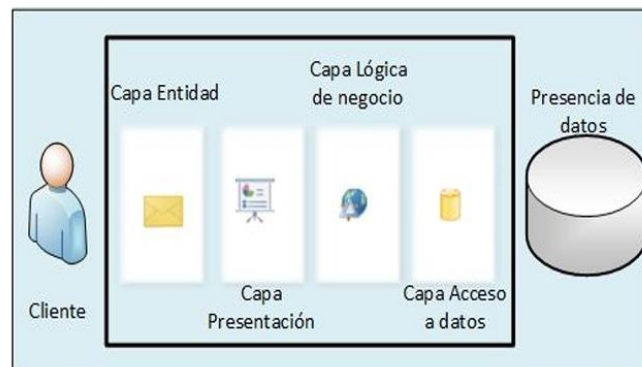 Capa Entidad
Capa Lógica
de negocio
Presencia de
datos
Cliente
Capa
Presentación
Capa Acceso
a datos